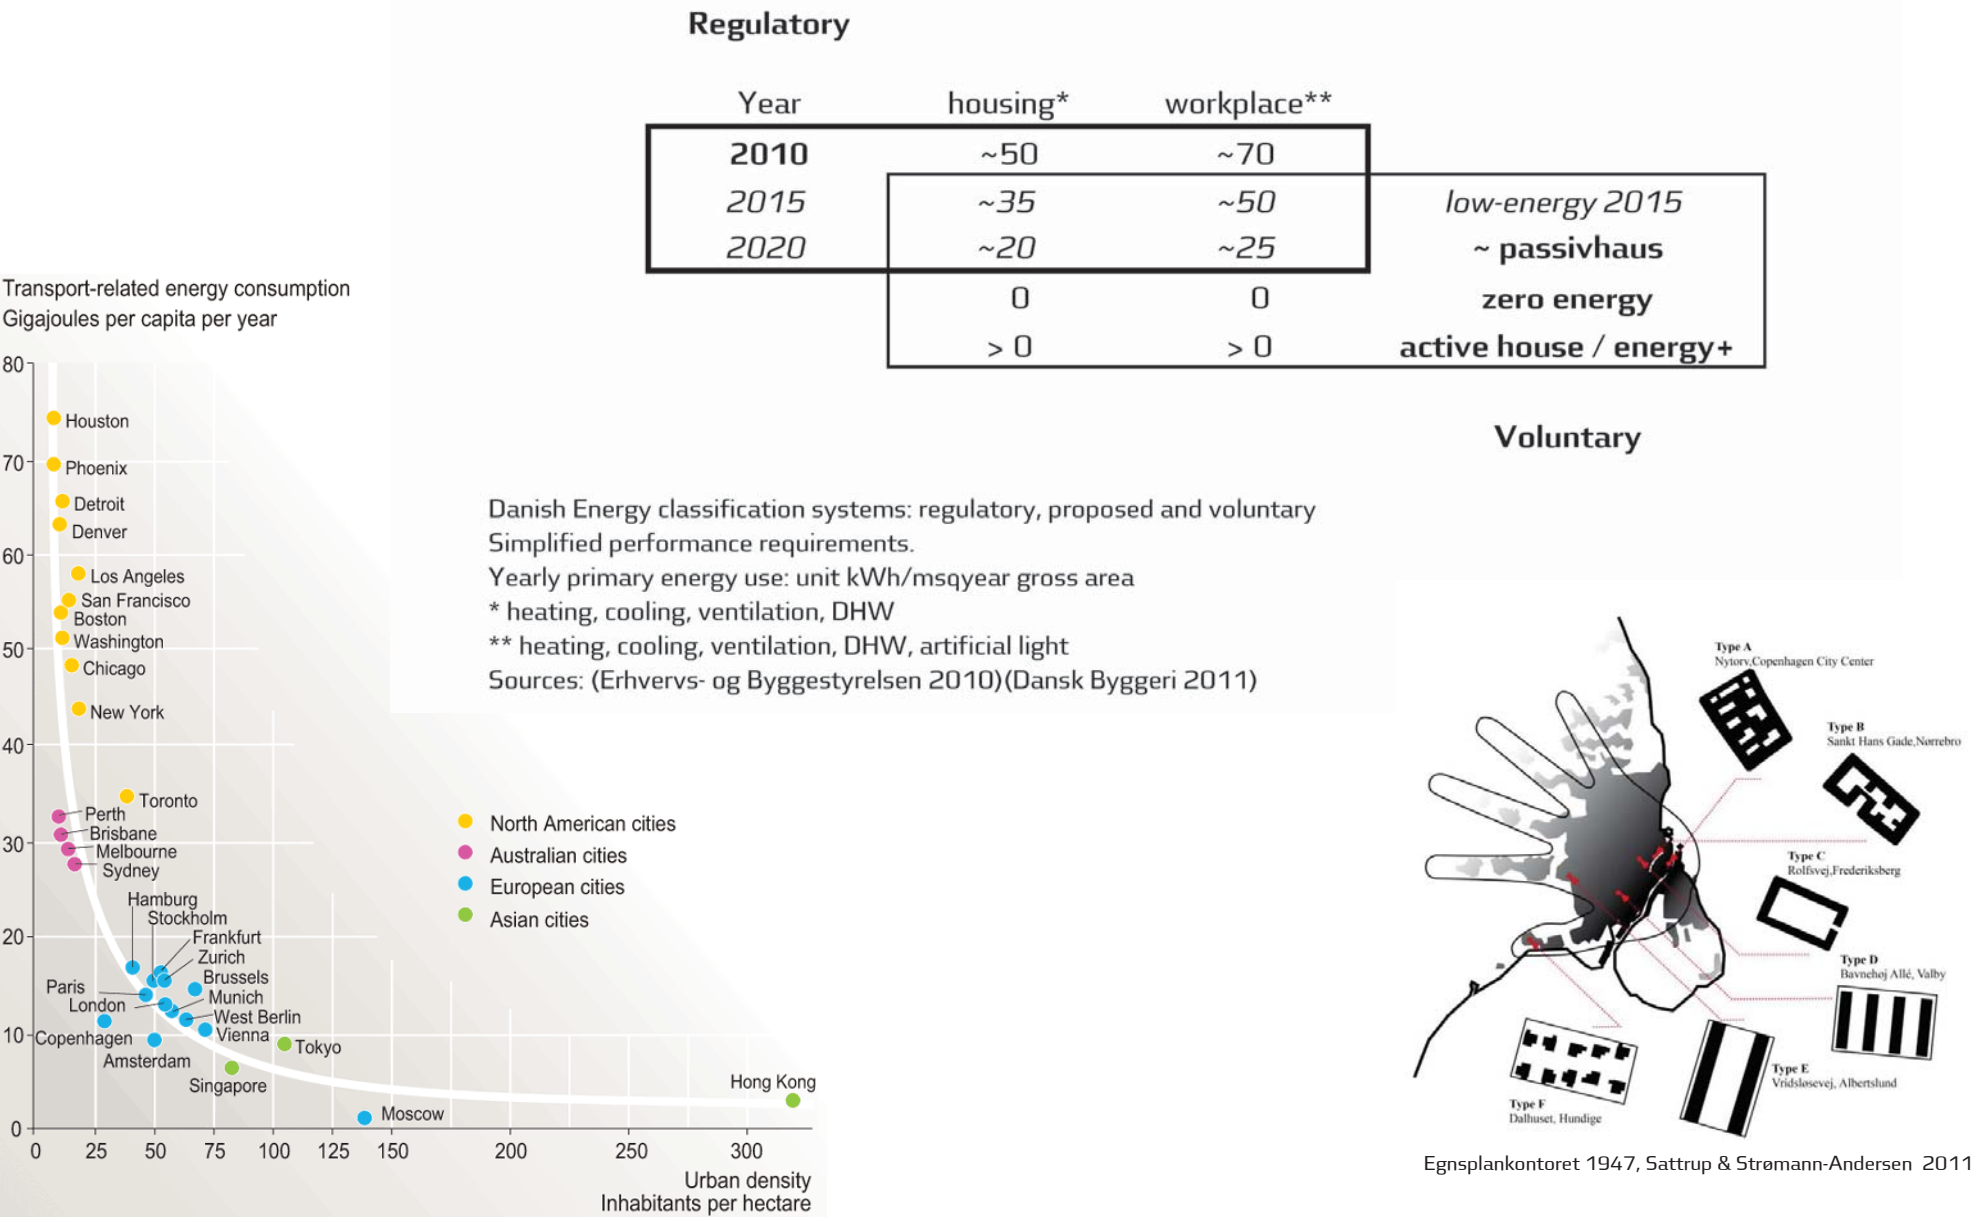 Regulatory
Year housing* workplace**
2010 ~50 ~70
2015 ~35 ~50 low-energy 2015
2020 ~20 ~25 ~ passivhaus
0 0 zero energy
> 0 > 0 active house / energy+
Voluntary
Danish Energy classification systems: regulatory, proposed and voluntary
Simplified performance requirements.
Yearly primary energy use: unit kWh/msqyear gross area
* heating, cooling, ventilation, DHW
** heating, cooling, ventilation, DHW, artificial light
Sources: (Erhvervs- og Byggestyrelsen 2010)(Dansk Byggeri 2011)
Transport-related energy consumption
Gigajoules per capita per year
80
70
60
50
40
30
20
10
0
Houston
Phoenix
Detroit
Denver
Los Angeles
San Francisco
Boston
Washington
Chicago
New York
Toronto
Perth
Brisbane
Melbourne
Sydney
Hamburg
Stockholm
Frankfurt
Zurich
Brussels
Paris
Munich
London
West Berlin
Vienna
Copenhagen
Amsterdam
Tokyo
Singapore
Hong Kong
Moscow
0 25 50 75 100 125 150 200 250 300
Urban density
Inhabitants per hectare
North American cities
Australian cities
European cities
Asian cities
Type A
Nytorv,Copenhagen City Center
Type B
Sankt Hans Gade,Nørrebro
Type C
Rolfsvej,Frederiksberg
Type D
Bavnehøj Allé, Valby
Type E
Vridsløsevej, Albertslund
Type F
Dalhuset, Hundige
Egnsplankontoret 1947, Sattrup & Strømann-Andersen 2011